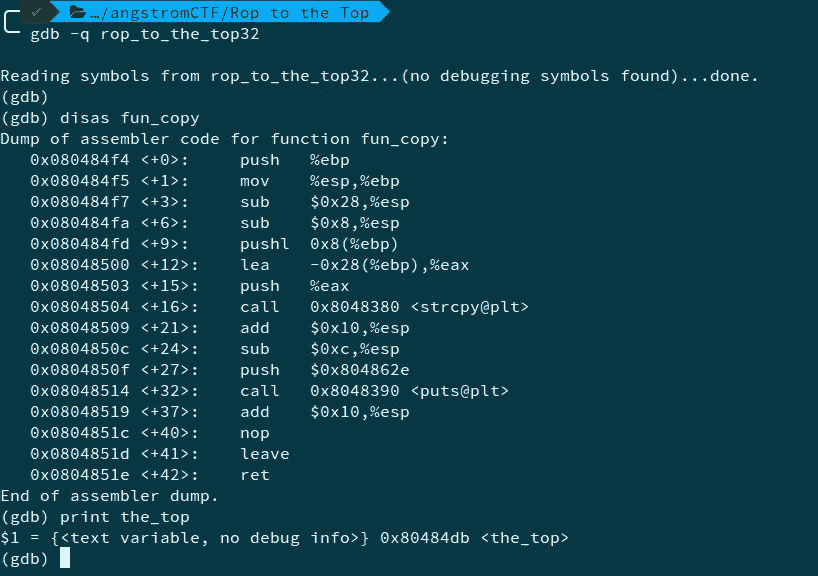 ✓ …/angstromCTF/Rop to the Top
gdb -q rop_to_the_top32
Reading symbols from rop_to_the_top32...(no debugging symbols found)...done.
(gdb)
(gdb) disas fun_copy
Dump of assembler code for function fun_copy:
   0x080484f4 <+0>:     push   %ebp
   0x080484f5 <+1>:     mov    %esp,%ebp
   0x080484f7 <+3>:     sub    $0x28,%esp
   0x080484fa <+6>:     sub    $0x8,%esp
   0x080484fd <+9>:     pushl  0x8(%ebp)
   0x08048500 <+12>:    lea    -0x28(%ebp),%eax
   0x08048503 <+15>:    push   %eax
   0x08048504 <+16>:    call   0x8048380 <strcpy@plt>
   0x08048509 <+21>:    add    $0x10,%esp
   0x0804850c <+24>:    sub    $0xc,%esp
   0x0804850f <+27>:    push   $0x804862e
   0x08048514 <+32>:    call   0x8048390 <puts@plt>
   0x08048519 <+37>:    add    $0x10,%esp
   0x0804851c <+40>:    nop
   0x0804851d <+41>:    leave
   0x0804851e <+42>:    ret
End of assembler dump.
(gdb) print the_top
$1 = {<text variable, no debug info>} 0x80484db <the_top>
(gdb)